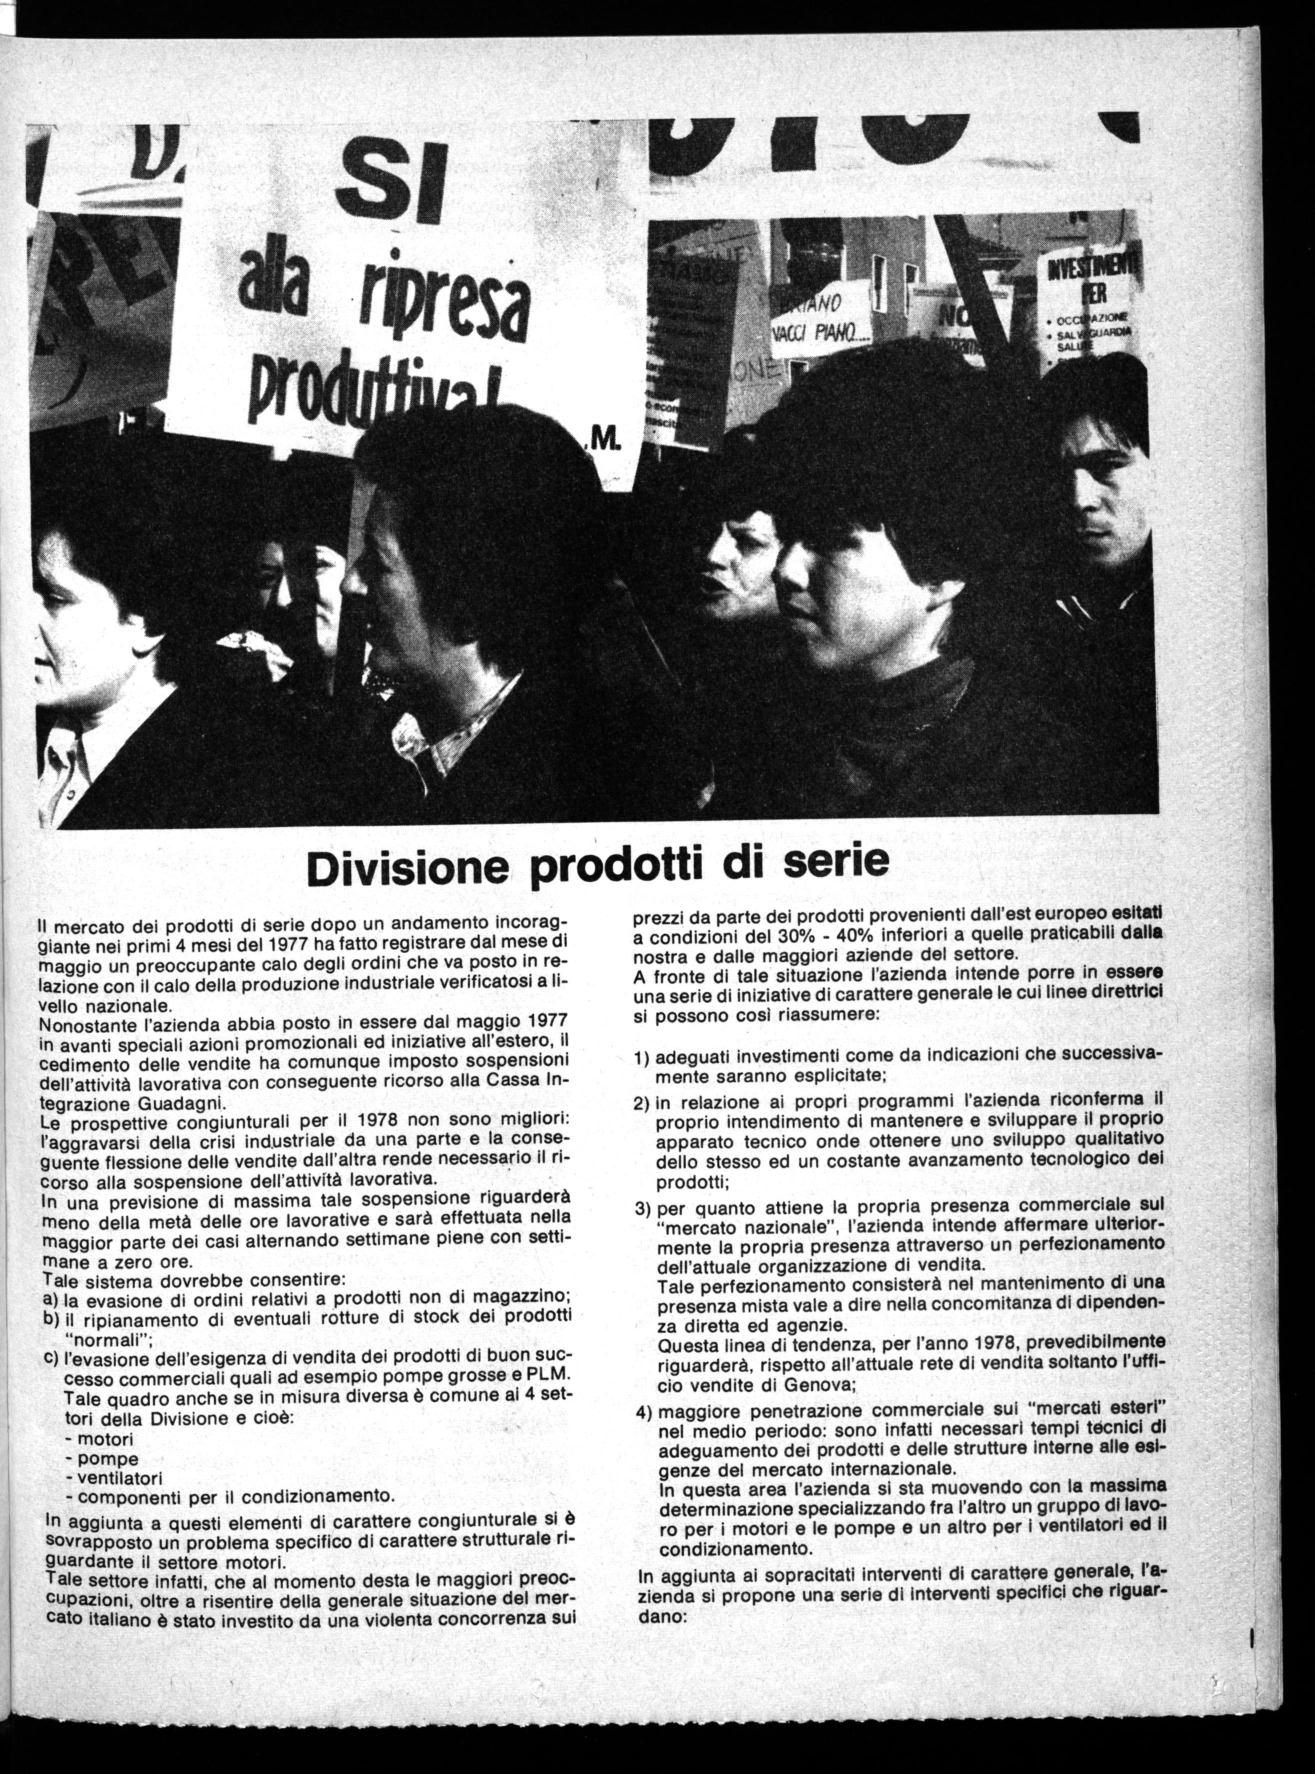 SI
alla ripresa
produttiva!
.M.
VACCI PIANO....
NO
INVESTIMENTI
PER
• OCCUPAZIONE
• SALVAGUARDIA
SALUTE
Divisione prodotti di serie
Il mercato dei prodotti di serie dopo un andamento incorag-
giante nei primi 4 mesi del 1977 ha fatto registrare dal mese di
maggio un preoccupante calo degli ordini che va posto in re-
lazione con il calo della produzione industriale verificatosi a li-
vello nazionale.
Nonostante l'azienda abbia posto in essere dal maggio 1977
in avanti speciali azioni promozionali ed iniziative all'estero, il
cedimento delle vendite ha comunque imposto sospensioni
dell'attività lavorativa con conseguente ricorso alla Cassa In-
tegrazione Guadagni.
Le prospettive congiunturali per il 1978 non sono migliori:
l'aggravarsi della crisi industriale da una parte e la conse-
guente flessione delle vendite dall'altra rende necessario il ri-
corso alla sospensione dell'attività lavorativa.
In una previsione di massima tale sospensione riguarderà
meno della metà delle ore lavorative e sarà effettuata nella
maggior parte dei casi alternando settimane piene con setti-
mane a zero ore.
Tale sistema dovrebbe consentire:
a) la evasione di ordini relativi a prodotti non di magazzino;
b) il ripianamento di eventuali rotture di stock dei prodotti
"normali";
c) l'evasione dell'esigenza di vendita dei prodotti di buon suc-
cesso commerciali quali ad esempio pompe grosse e PLM.
Tale quadro anche se in misura diversa è comune ai 4 set-
tori della Divisione e cioè:
- motori
- pompe
- ventilatori
- componenti per il condizionamento.
In aggiunta a questi elementi di carattere congiunturale si è
sovrapposto un problema specifico di carattere strutturale ri-
guardante il settore motori.
Tale settore infatti, che al momento desta le maggiori preoc-
cupazioni, oltre a risentire della generale situazione del mer-
cato italiano è stato investito da una violenta concorrenza sui
prezzi da parte dei prodotti provenienti dall'est europeo esitati
a condizioni del 30% - 40% inferiori a quelle praticabili dalla
nostra e dalle maggiori aziende del settore.
A fronte di tale situazione l'azienda intende porre in essere
una serie di iniziative di carattere generale le cui linee direttrici
si possono così riassumere:
1) adeguati investimenti come da indicazioni che successiva-
mente saranno esplicitate;
2) in relazione ai propri programmi l'azienda riconferma il
proprio intendimento di mantenere e sviluppare il proprio
apparato tecnico onde ottenere uno sviluppo qualitativo
dello stesso ed un costante avanzamento tecnologico dei
prodotti;
3) per quanto attiene la propria presenza commerciale sul
"mercato nazionale", l'azienda intende affermare ulterior-
mente la propria presenza attraverso un perfezionamento
dell'attuale organizzazione di vendita.
Tale perfezionamento consisterà nel mantenimento di una
presenza mista vale a dire nella concomitanza di dipenden-
za diretta ed agenzie.
Questa linea di tendenza, per l'anno 1978, prevedibilmente
riguarderà, rispetto all'attuale rete di vendita soltanto l'uffi-
cio vendite di Genova;
4) maggiore penetrazione commerciale sui "mercati esteri"
nel medio periodo: sono infatti necessari tempi tecnici di
adeguamento dei prodotti e delle strutture interne alle esi-
genze del mercato internazionale.
In questa area l'azienda si sta muovendo con la massima
determinazione specializzando fra l'altro un gruppo di lavo-
ro per i motori e le pompe e un altro per i ventilatori ed il
condizionamento.
In aggiunta ai sopracitati interventi di carattere generale, l'a-
zienda si propone una serie di interventi specifici che riguar-
dano: